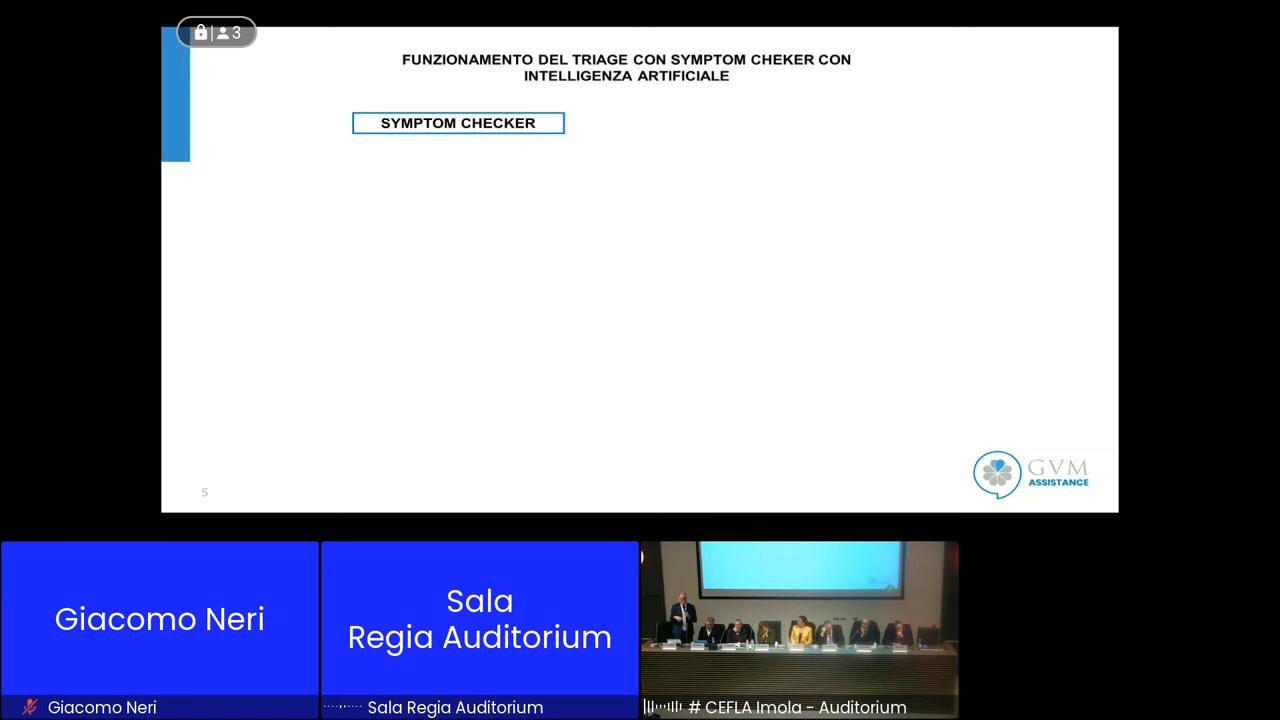 3
FUNZIONAMENTO DEL TRIAGE CON SYMPTOM CHEKER CON
INTELLIGENZA ARTIFICIALE
SYMPTOM CHECKER
GVM
ASSISTANCE
5
Giacomo Neri
Sala
Regia Auditorium
Giacomo Neri
Sala Regia Auditorium
# CEFLA Imola - Auditorium